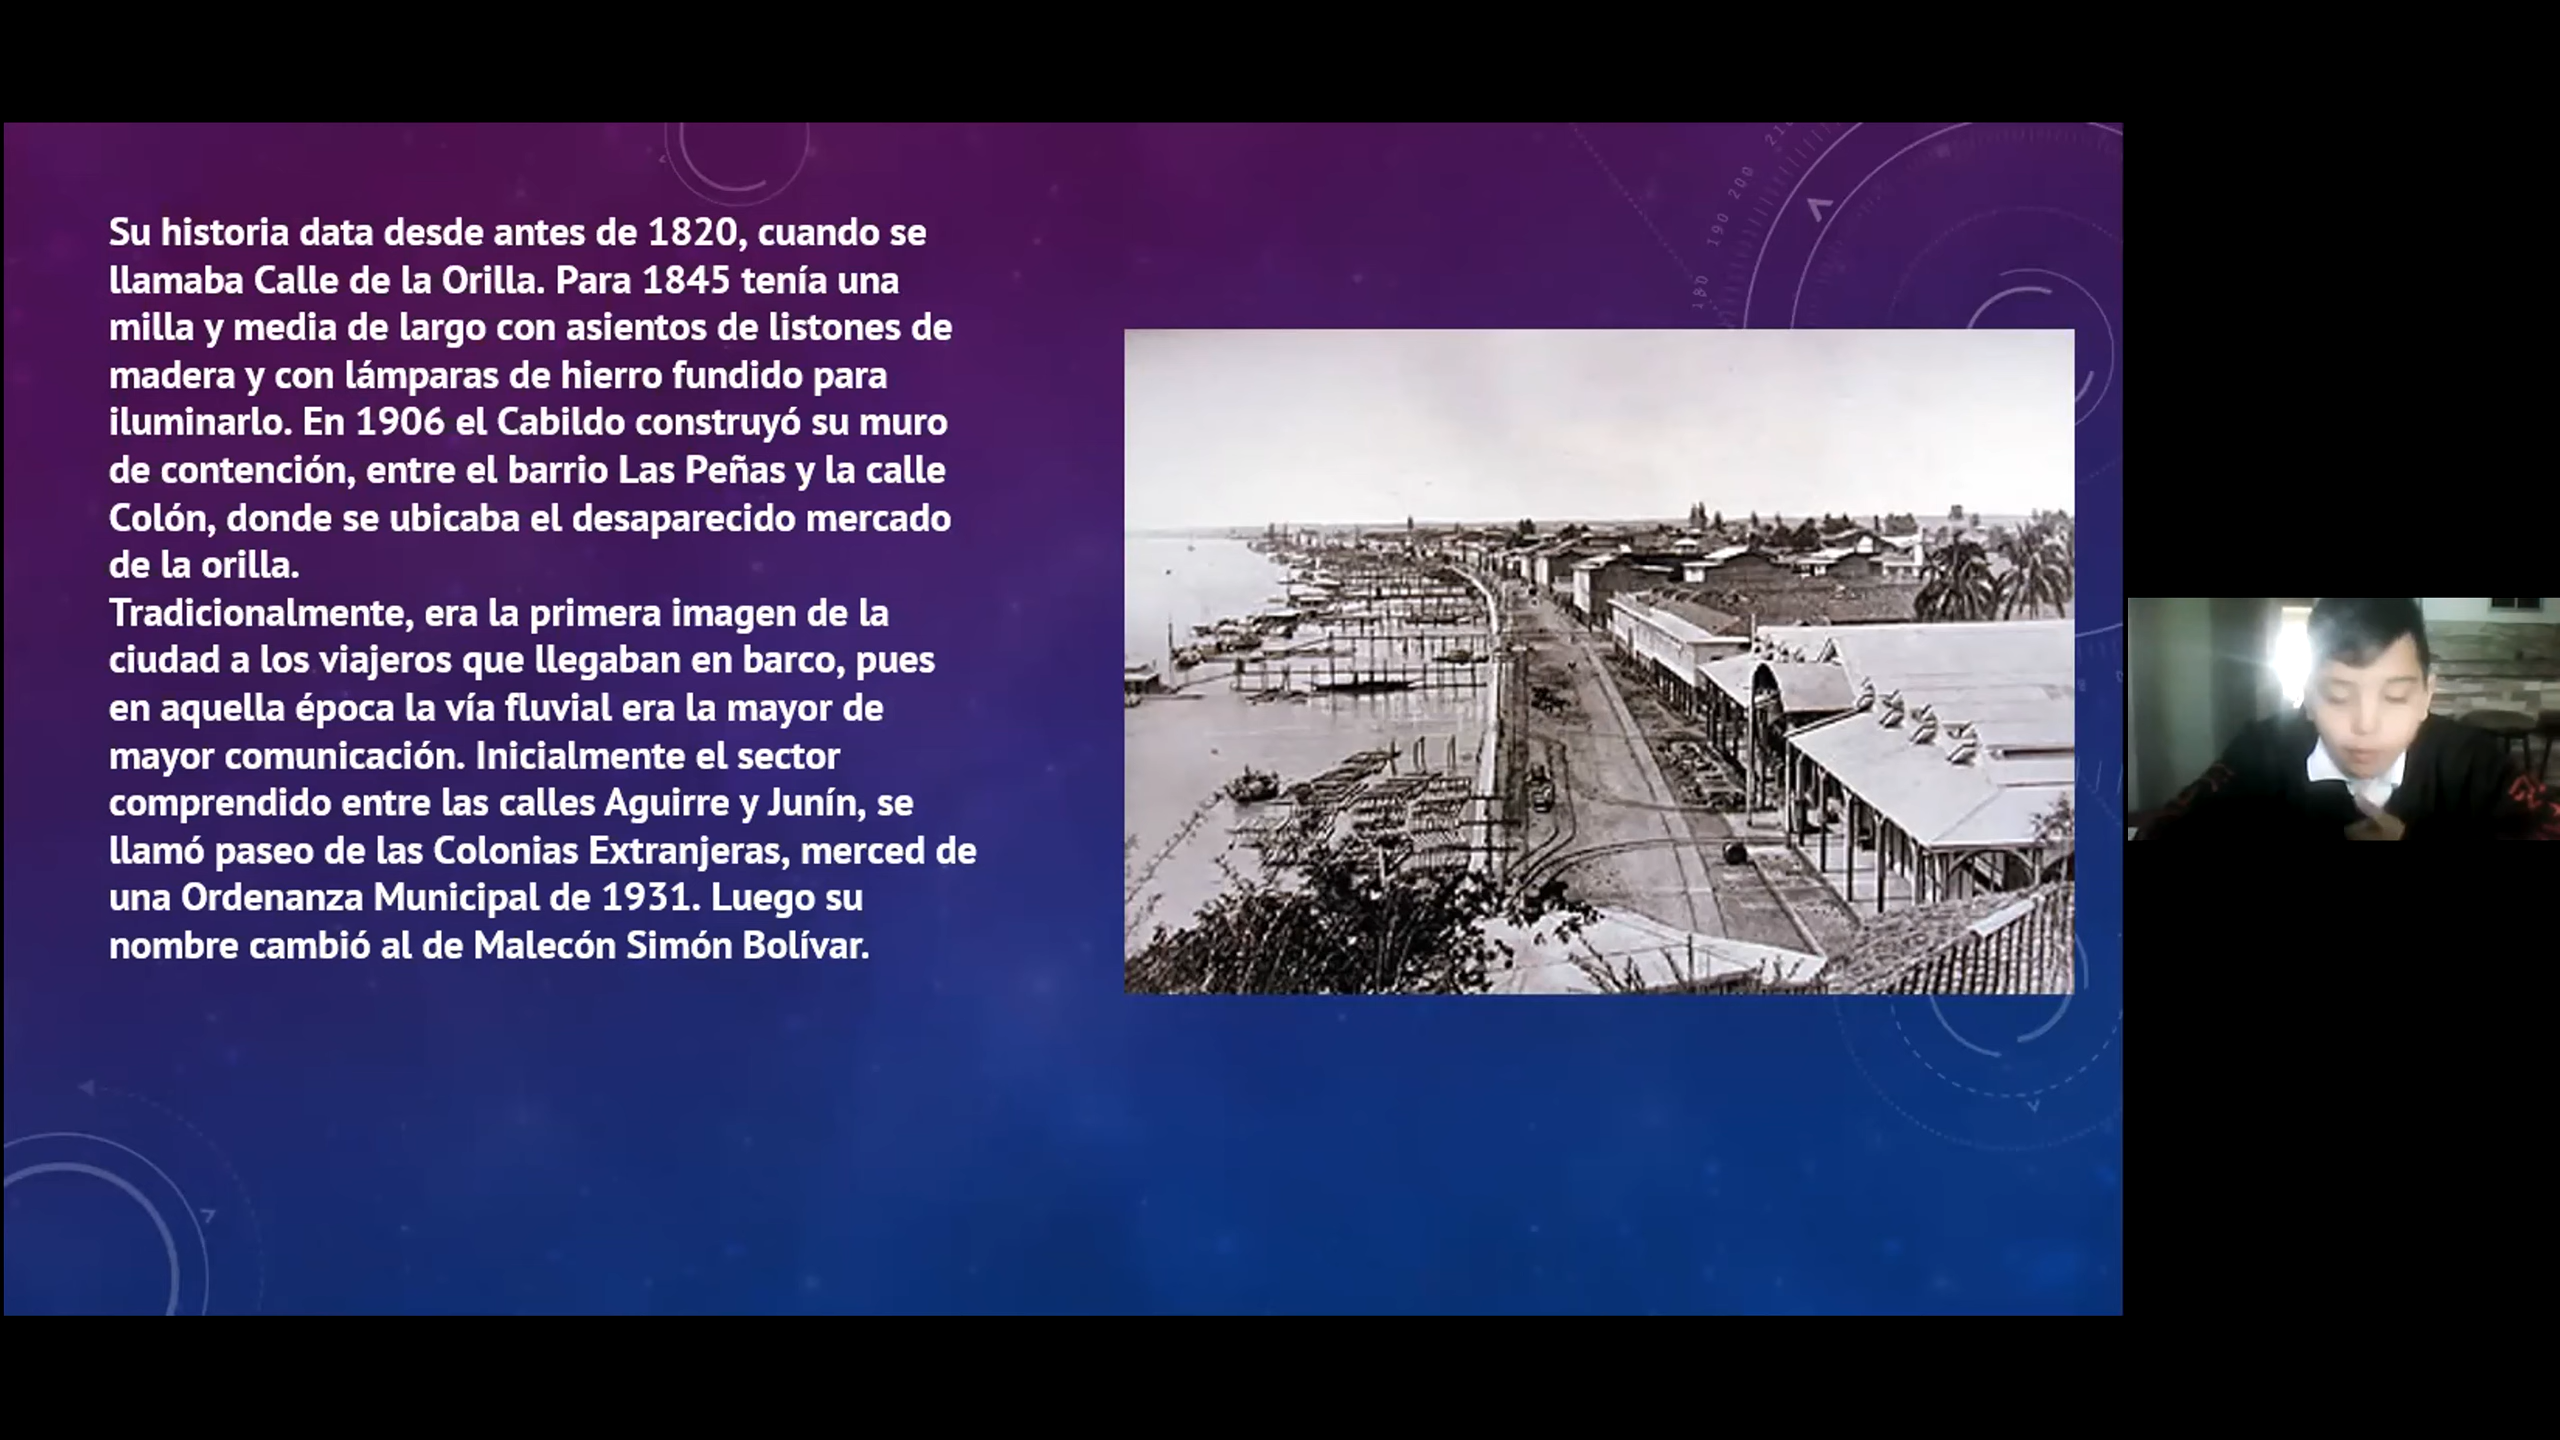 Su historia data desde antes de 1820, cuando se
llamaba Calle de la Orilla. Para 1845 tenía una
milla y media de largo con asientos de listones de
madera y con lámparas de hierro fundido para
iluminarlo. En 1906 el Cabildo construyó su muro
de contención, entre el barrio Las Peñas y la calle
Colón, donde se ubicaba el desaparecido mercado
de la orilla.
Tradicionalmente, era la primera imagen de la
ciudad a los viajeros que llegaban en barco, pues
en aquella época la vía fluvial era la mayor de
mayor comunicación. Inicialmente el sector
comprendido entre las calles Aguirre y Junín, se
llamó paseo de las Colonias Extranjeras, merced de
una Ordenanza Municipal de 1931. Luego su
nombre cambió al de Malecón Simón Bolívar.
180 190 200